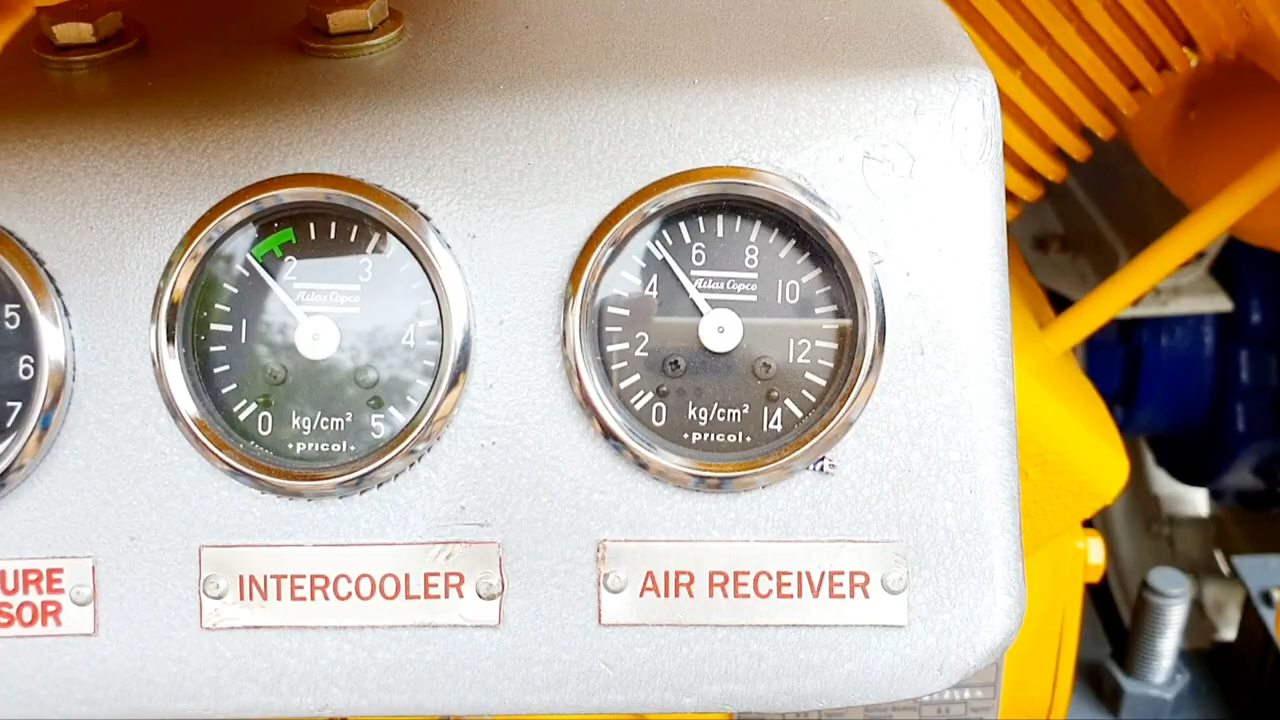 5
6
7
URE
SOR
0
1
2
3
4
5
Atlas Copco
kg/cm²
pricol
INTERCOOLER
0
2
4
6
8
10
12
14
Atlas Copco
kg/cm²
pricol
AIR RECEIVER